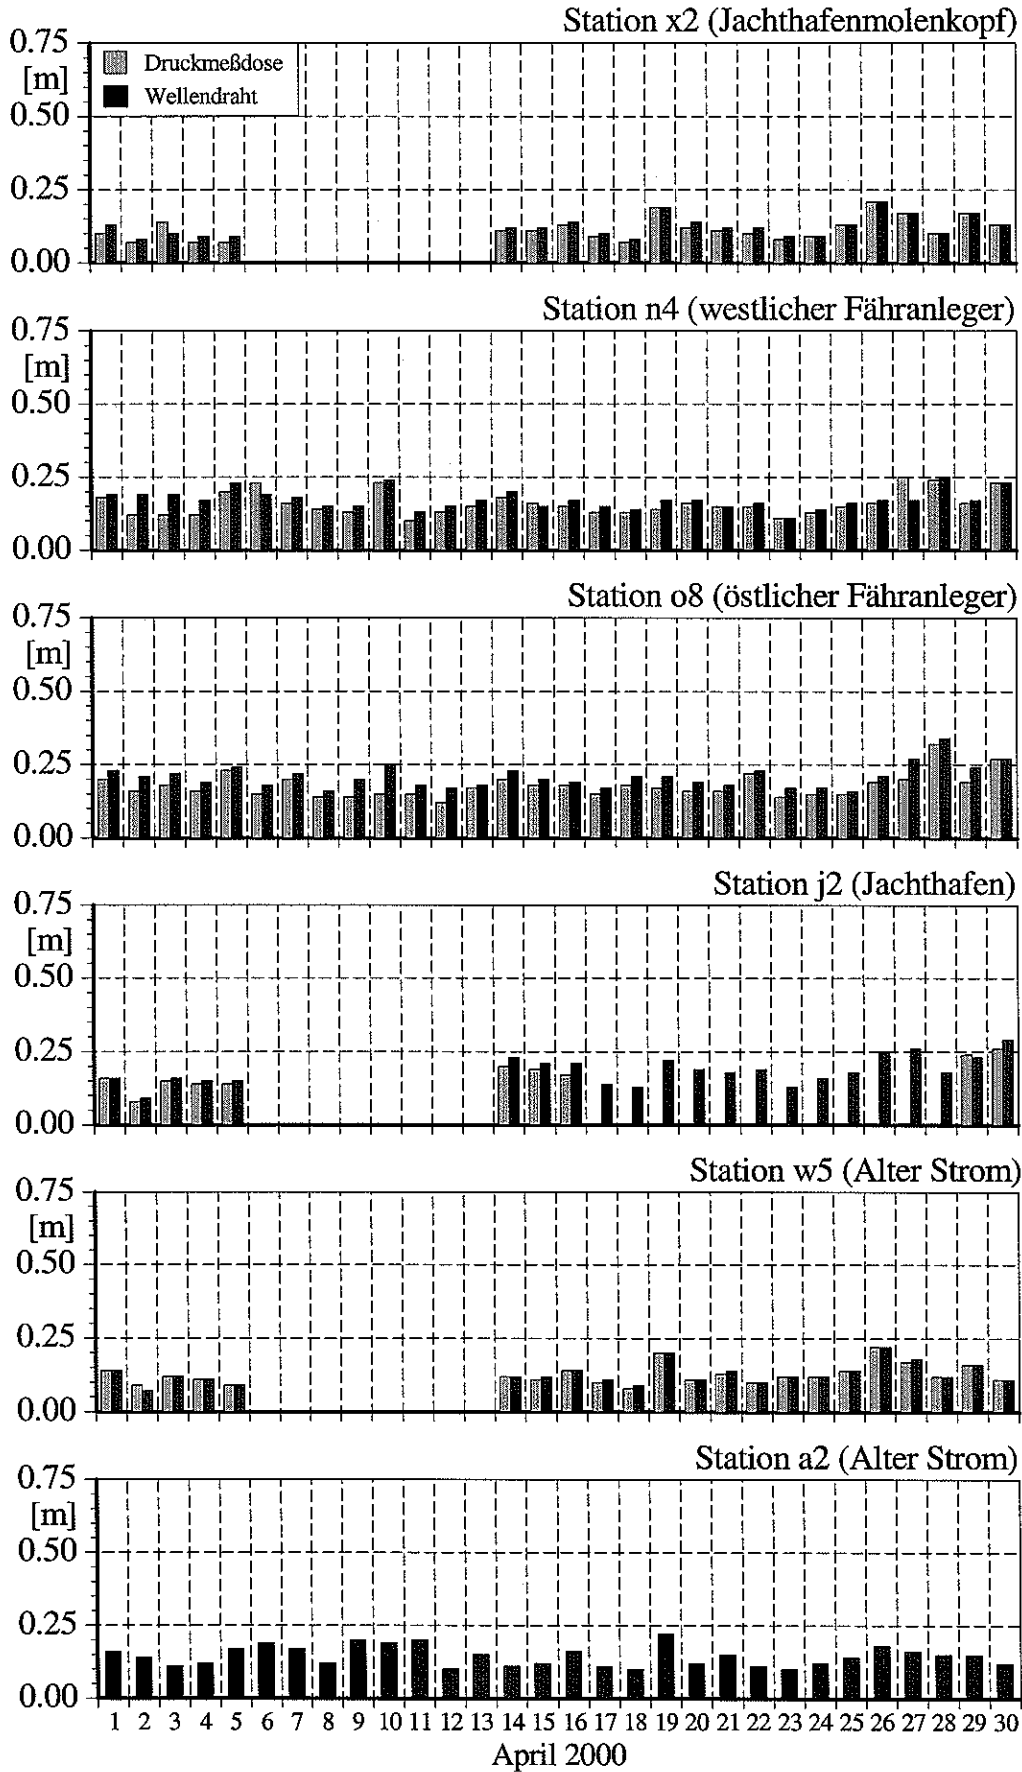 Station x2 (Jachthafenmolenkopf)
0.75
[m]
0.50
0.25
0.00
Druckmeßdose
Wellendraht
Station n4 (westlicher Fähranleger)
0.75
[m]
0.50
0.25
0.00
Station o8 (östlicher Fähranleger)
0.75
[m]
0.50
0.25
0.00
Station j2 (Jachthafen)
0.75
[m]
0.50
0.25
0.00
Station w5 (Alter Strom)
0.75
[m]
0.50
0.25
0.00
Station a2 (Alter Strom)
0.75
[m]
0.50
0.25
0.00
1 2 3 4 5 6 7 8 9 10 11 12 13 14 15 16 17 18 19 20 21 22 23 24 25 26 27 28 29 30
April 2000